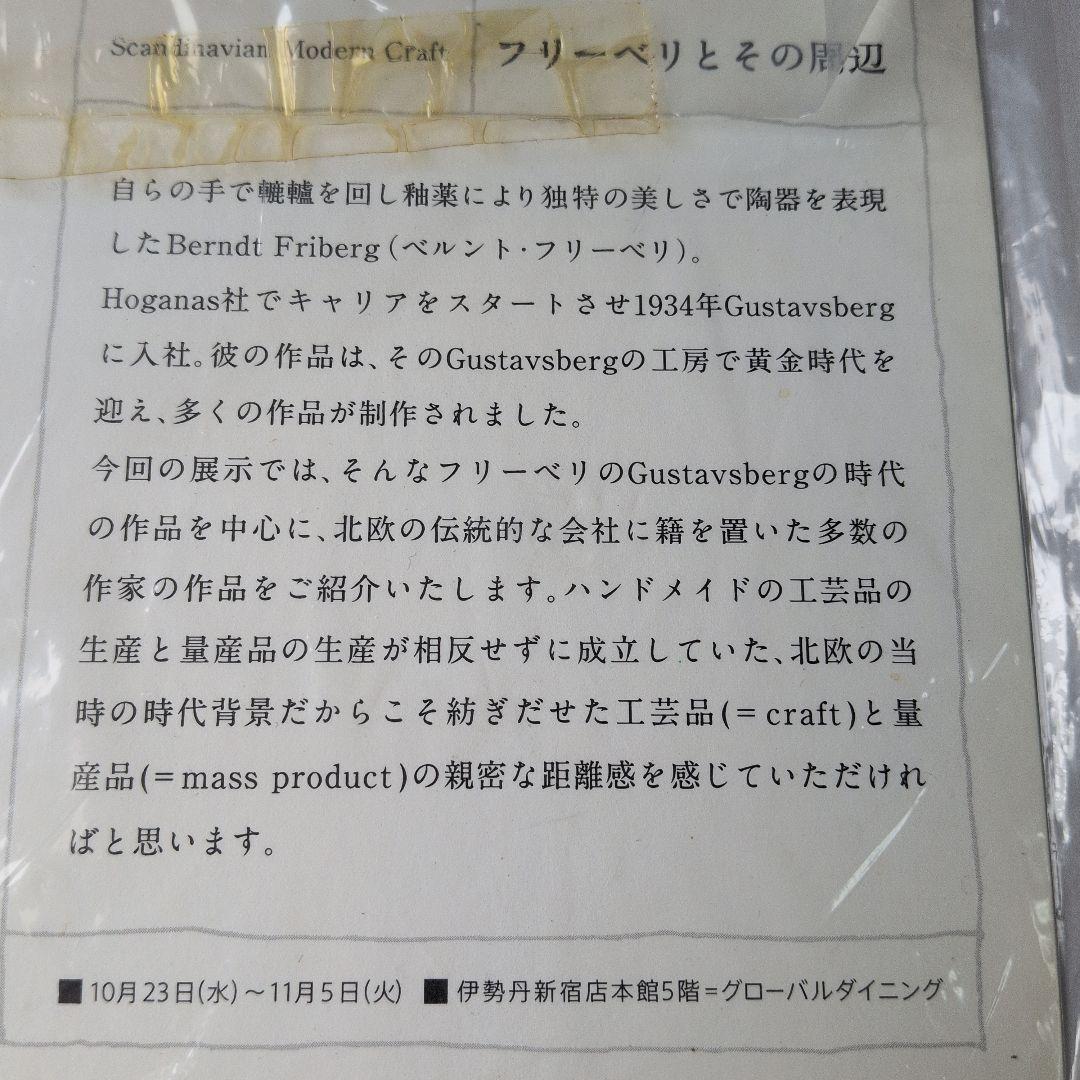 Scandinavian Modern Craft フリーベリとその周辺
自らの手で轆轤を回し釉薬により独特の美しさで陶器を表現
したBerndt Friberg(ベルント・フリーベリ)。
Hoganas社でキャリアをスタートさせ1934年Gustavsberg
に入社。彼の作品は、そのGustavsbergの工房で黄金時代を
迎え、多くの作品が制作されました。
今回の展示では、そんなフリーベリのGustavsbergの時代
の作品を中心に、北欧の伝統的な会社に籍を置いた多数の
作家の作品をご紹介いたします。ハンドメイドの工芸品の
生産と量産品の生産が相反せずに成立していた、北欧の当
時の時代背景だからこそ紡ぎだせた工芸品(=craft)と量
産品(=mass product)の親密な距離感を感じていただけれ
ばと思います。
■10月23日(水)～11月5日(火) ■伊勢丹新宿店本館5階=グローバルダイニング